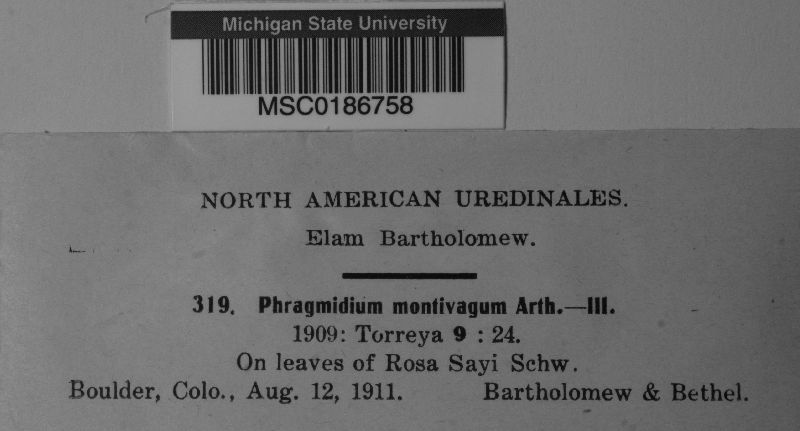 Michigan State University
MSC0186758
NORTH AMERICAN UREDINALES.
Elam Bartholomew.
319. Phragmidium montivagum Arth.—III.
1909: Torreya 9 : 24.
On leaves of Rosa Sayi Schw.
Boulder, Colo., Aug. 12, 1911. Bartholomew & Bethel.